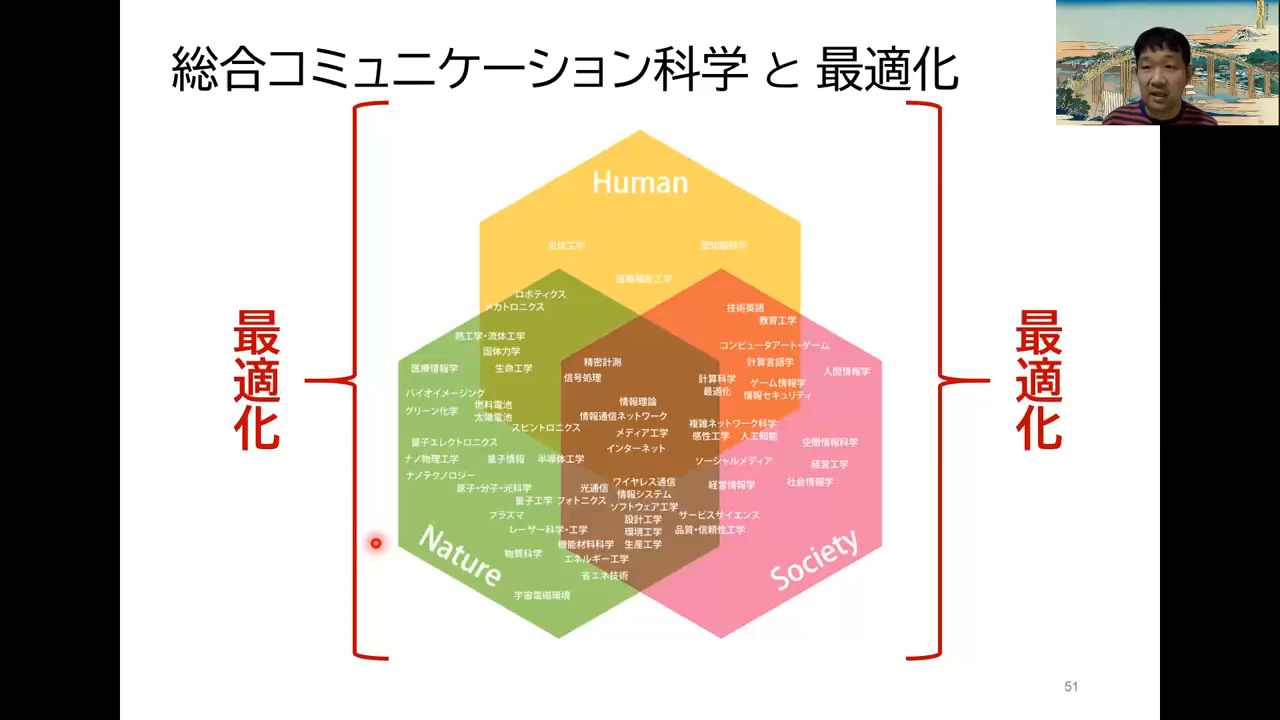 総合コミュニケーション科学 と 最適化
Human
生体工学
認知脳科学
医療福祉工学
ロボティクス
メカトロニクス
技術英語
教育工学
熱工学・流体工学
固体力学
コンピュータアート・ゲーム
医療情報学
生命工学
精密計測
信号処理
計算言語学
人間情報学
計算科学
最適化
ゲーム情報学
情報セキュリティ
バイオイメージング
グリーン化学
燃料電池
太陽電池
スピントロニクス
情報理論
情報通信ネットワーク
メディア工学
インターネット
複雑ネットワーク科学
感性工学
人工知能
空間情報科学
量子エレクトロニクス
ナノ物理工学
量子情報
半導体工学
ソーシャルメディア
経営工学
ナノテクノロジー
原子・分子・光科学
光通信
ワイヤレス通信
情報システム
経営情報学
社会情報学
量子工学
フォトニクス
ソフトウェア工学
プラズマ
設計工学
サービスサイエンス
レーザー科学・工学
環境工学
品質・信頼性工学
機能材料科学
生産工学
物質科学
エネルギー工学
省エネ技術
宇宙電磁環境
Nature
Society
最適化
最適化
51